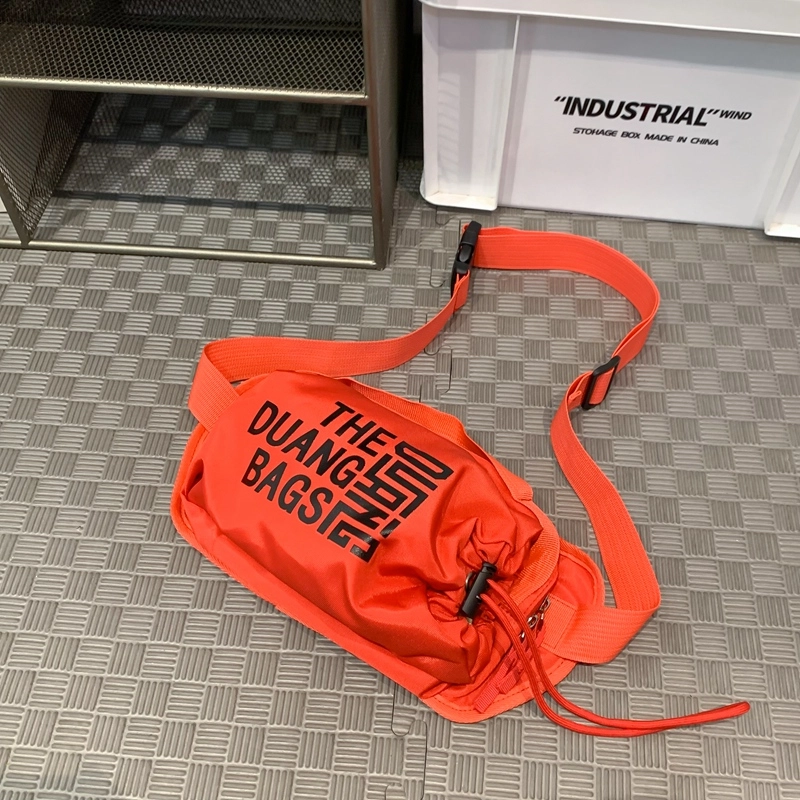 “INDUSTRIAL” WIND
STOHAGE BOX MADE IN CHINA
THE
DUANG
BAGS